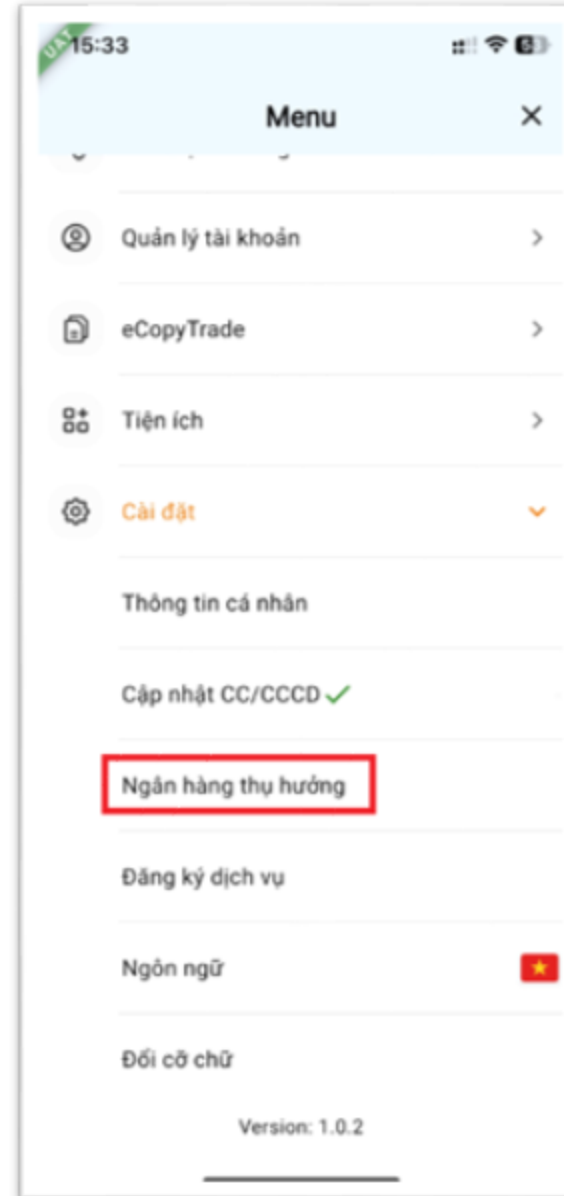 UAT
15:33
Menu
Quản lý tài khoản
eCopyTrade
Tiện ích
Cài đặt
Thông tin cá nhân
Cập nhật CC/CCCD
Ngân hàng thụ hưởng
Đăng ký dịch vụ
Ngôn ngữ
Đổi cỡ chữ
Version: 1.0.2